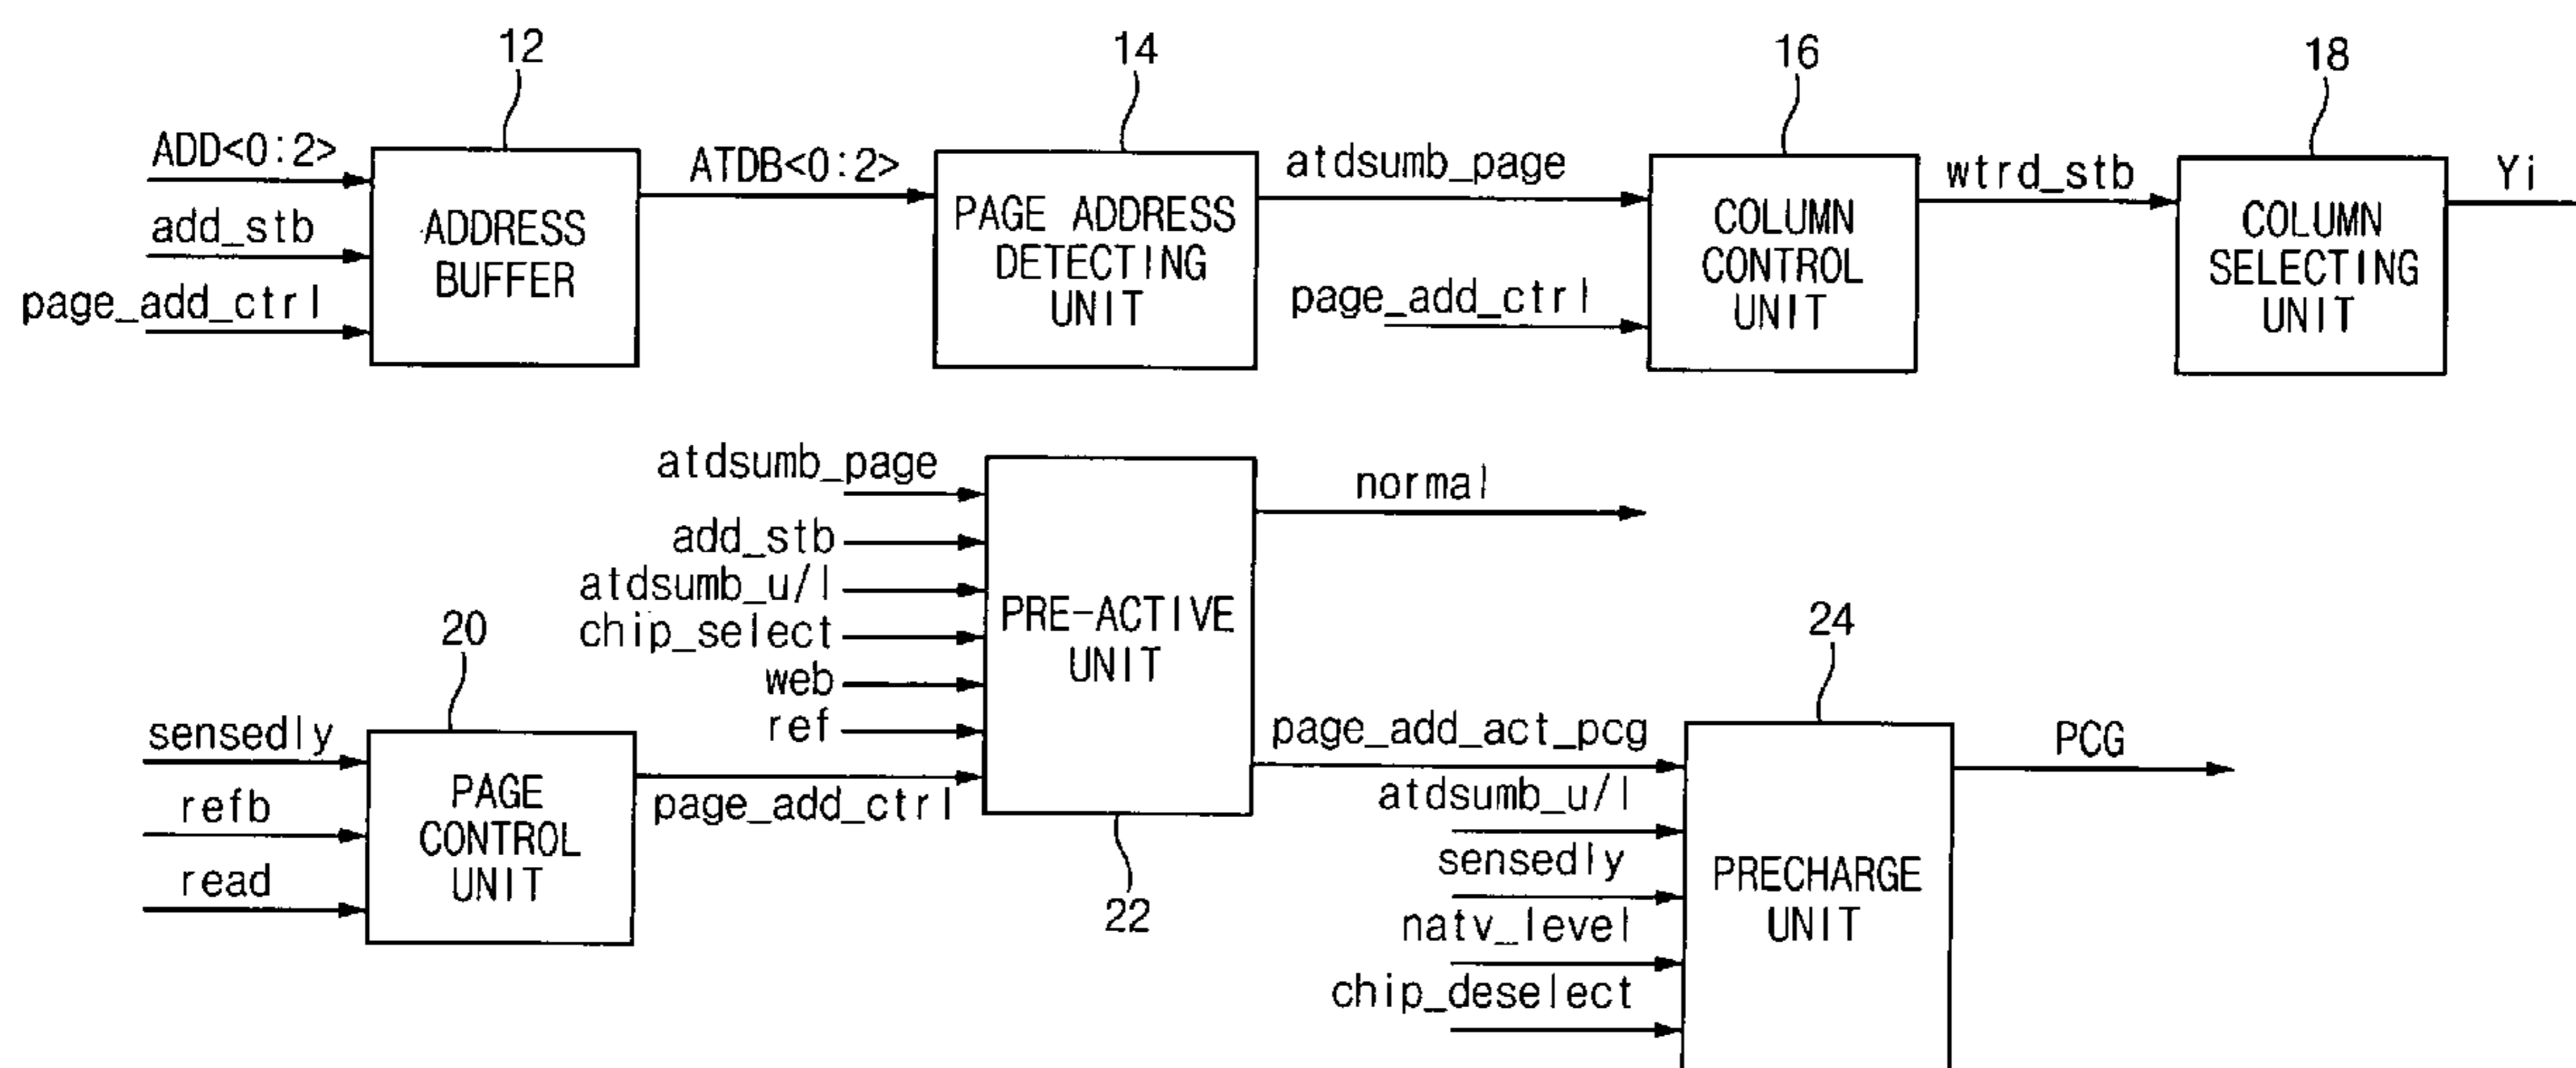 12
14
16
18
ADD<0:2>
add_stb
page_add_ctrl
ADDRESS
BUFFER
ATDB<0:2>
PAGE ADDRESS
DETECTING
UNIT
atdsumb_page
page_add_ctrl
COLUMN
CONTROL
UNIT
wtrd_stb
COLUMN
SELECTING
UNIT
Yi
atdsumb_page
add_stb
atdsumb_u/l
chip_select
web
ref
PRE-ACTIVE
UNIT
22
normal
20
sensedly
refb
read
PAGE
CONTROL
UNIT
page_add_ctrl
24
page_add_act_pcg
atdsumb_u/l
sensedly
natv_level
chip_deselect
PRECHARGE
UNIT
PCG